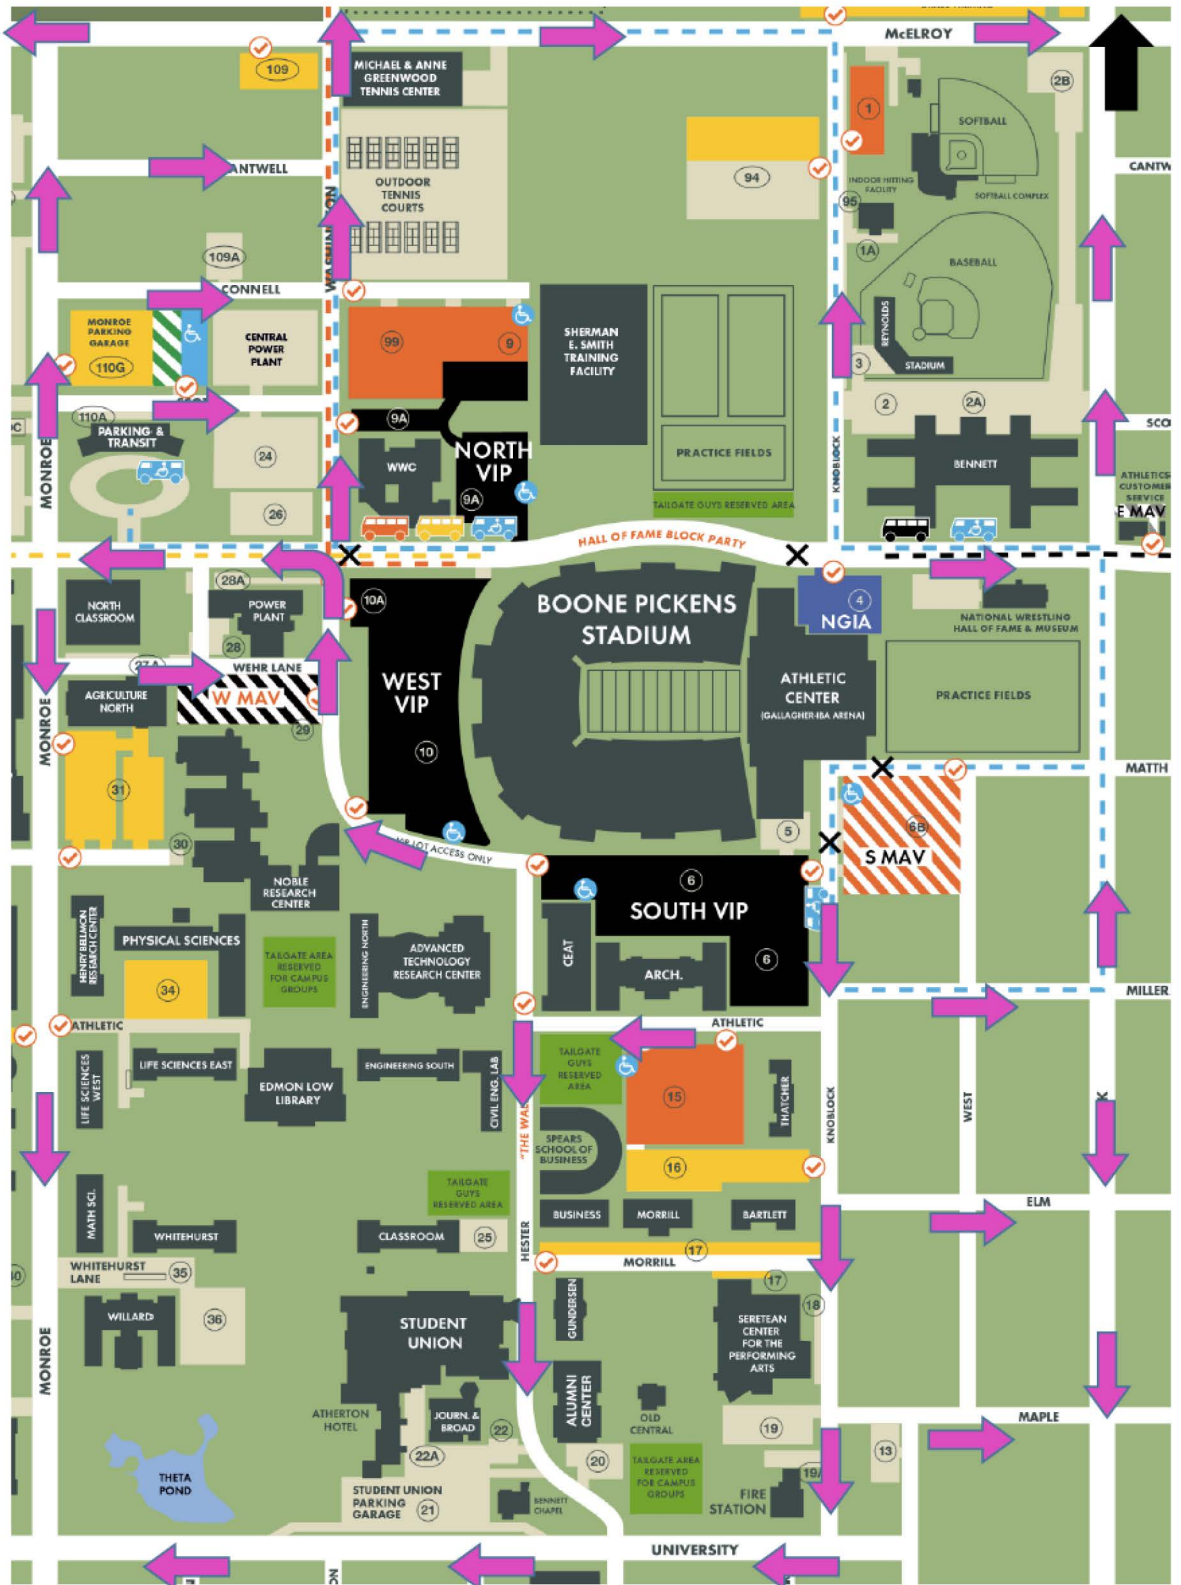 McELROY
MICHAEL & ANNE
GREENWOOD
TENNIS CENTER
109
1
2B
SOFTBALL
ANTWELL
CANTW
OUTDOOR
TENNIS
COURTS
94
INDOOR HITTING
FACILITY
SOFTBALL COMPLEX
95
109A
1A
BASEBALL
CONNELL
MONROE
PARKING
GARAGE
110G
CENTRAL
POWER
PLANT
99
9
SHERMAN
E. SMITH
TRAINING
FACILITY
REYNOLDS
STADIUM
3
2
2A
110A
PARKING &
TRANSIT
9A
SCO
24
WWC
NORTH
VIP
9A
PRACTICE FIELDS
KNOBLOCK
BENNETT
MONROE
26
TAILGATE GUYS RESERVED AREA
ATHLETICS
CUSTOMER
SERVICE
E MAV
HALL OF FAME BLOCK PARTY
28A
NORTH
CLASSROOM
POWER
PLANT
28
10A
BOONE PICKENS
STADIUM
4
NGIA
NATIONAL WRESTLING
HALL OF FAME & MUSEUM
27A
WEHR LANE
AGRICULTURE
NORTH
W MAV
29
WEST
VIP
10
ATHLETIC
CENTER
(GALLAGHER-IBA ARENA)
PRACTICE FIELDS
MONROE
MATTH
31
30
LOT ACCESS ONLY
5
6B
S MAV
NOBLE
RESEARCH
CENTER
6
SOUTH VIP
HENRY BELLMON
RESEARCH CENTER
PHYSICAL SCIENCES
TAILGATE AREA
RESERVED
FOR CAMPUS
GROUPS
ENGINEERING NORTH
ADVANCED
TECHNOLOGY
RESEARCH CENTER
CEAT
ARCH.
6
34
MILLER
ATHLETIC
ATHLETIC
LIFE SCIENCES
WEST
LIFE SCIENCES EAST
EDMON LOW
LIBRARY
ENGINEERING SOUTH
CIVIL ENG. LAB
TAILGATE
GUYS
RESERVED
AREA
15
THATCHER
KNOBLOCK
WEST
"THE WA
SPEARS
SCHOOL OF
BUSINESS
16
MATH SCI.
TAILGATE
GUYS
RESERVED AREA
ELM
WHITEHURST
CLASSROOM
25
HESTER
BUSINESS
MORRILL
BARTLETT
17
MORRILL
WHITEHURST
LANE
35
17
WILLARD
36
STUDENT
UNION
GUNDERSEN
18
SERETEAN
CENTER
FOR THE
PERFORMING
ARTS
MONROE
ALUMNI
CENTER
ATHERTON
HOTEL
JOURN. &
BROAD
22
OLD
CENTRAL
19
MAPLE
22A
20
13
THETA
POND
STUDENT UNION
PARKING
GARAGE
21
BENNETT
CHAPEL
TAILGATE AREA
RESERVED
FOR CAMPUS
GROUPS
FIRE
STATION
UNIVERSITY